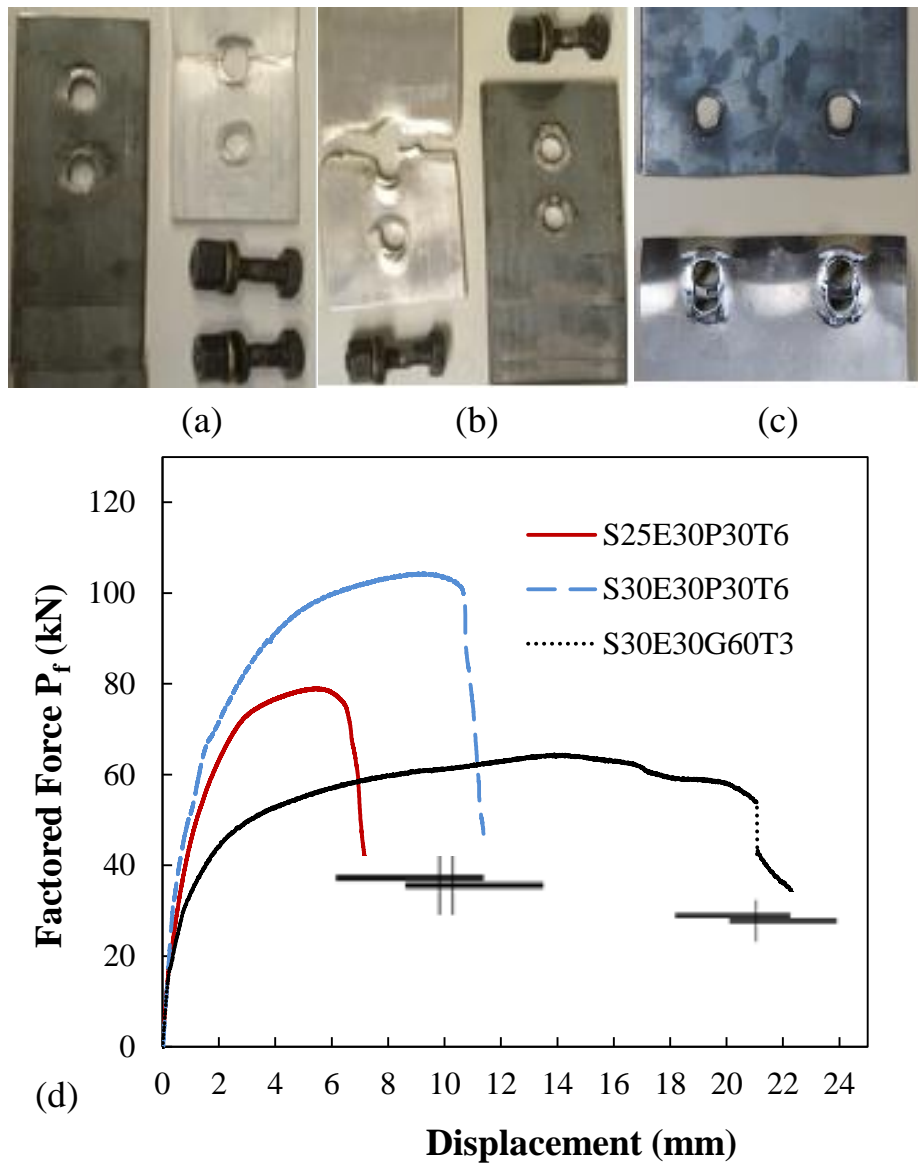 (a)
(b)
(c)
Factored Force P_f (kN)
120
100
80
60
40
20
0
S25E30P30T6
S30E30P30T6
S30E30G60T3
0 2 4 6 8 10 12 14 16 18 20 22 24
(d)
Displacement (mm)